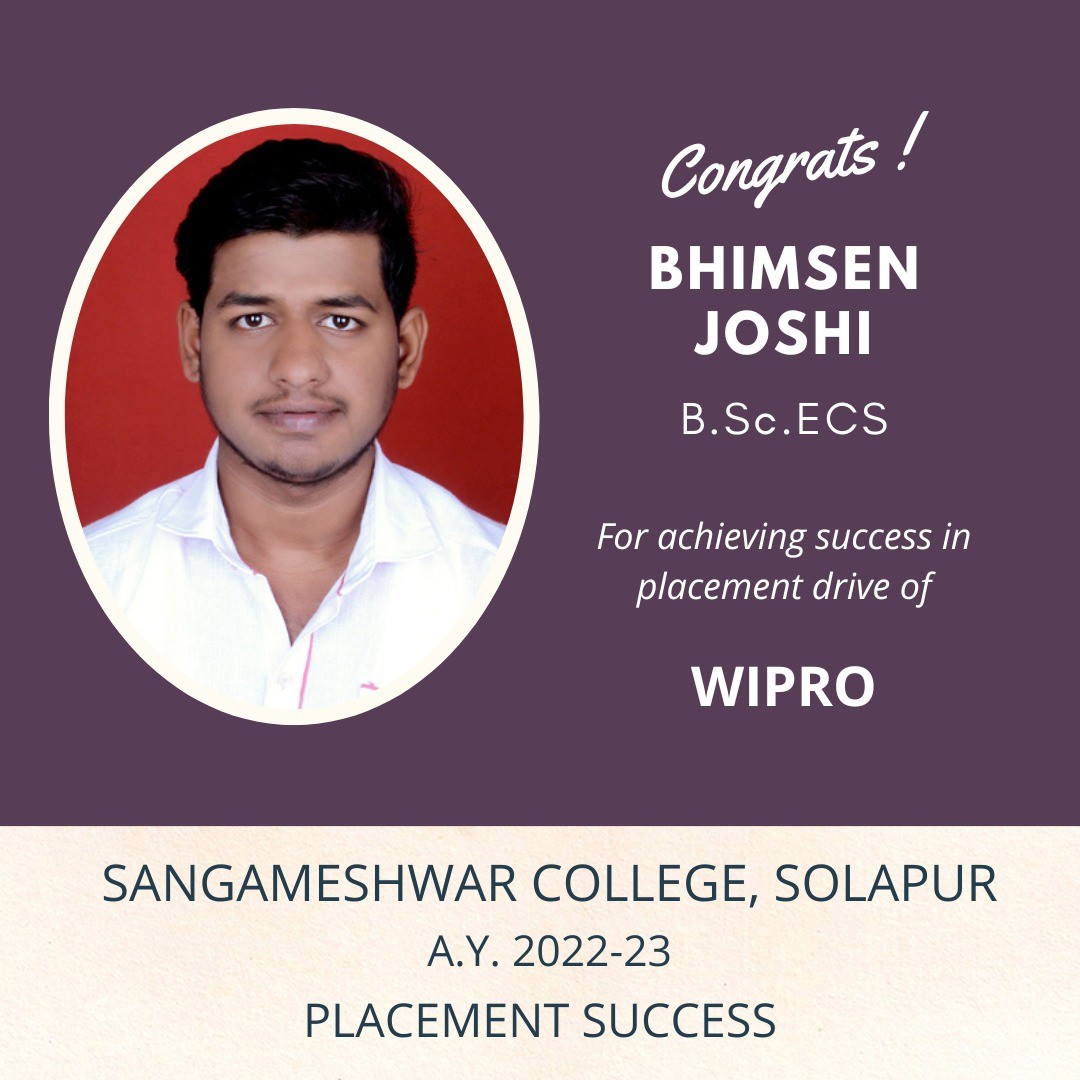 Congrats !
BHIMSEN
JOSHI
B.Sc.ECS
For achieving success in
placement drive of
WIPRO
SANGAMESHWAR COLLEGE, SOLAPUR
A.Y. 2022-23
PLACEMENT SUCCESS